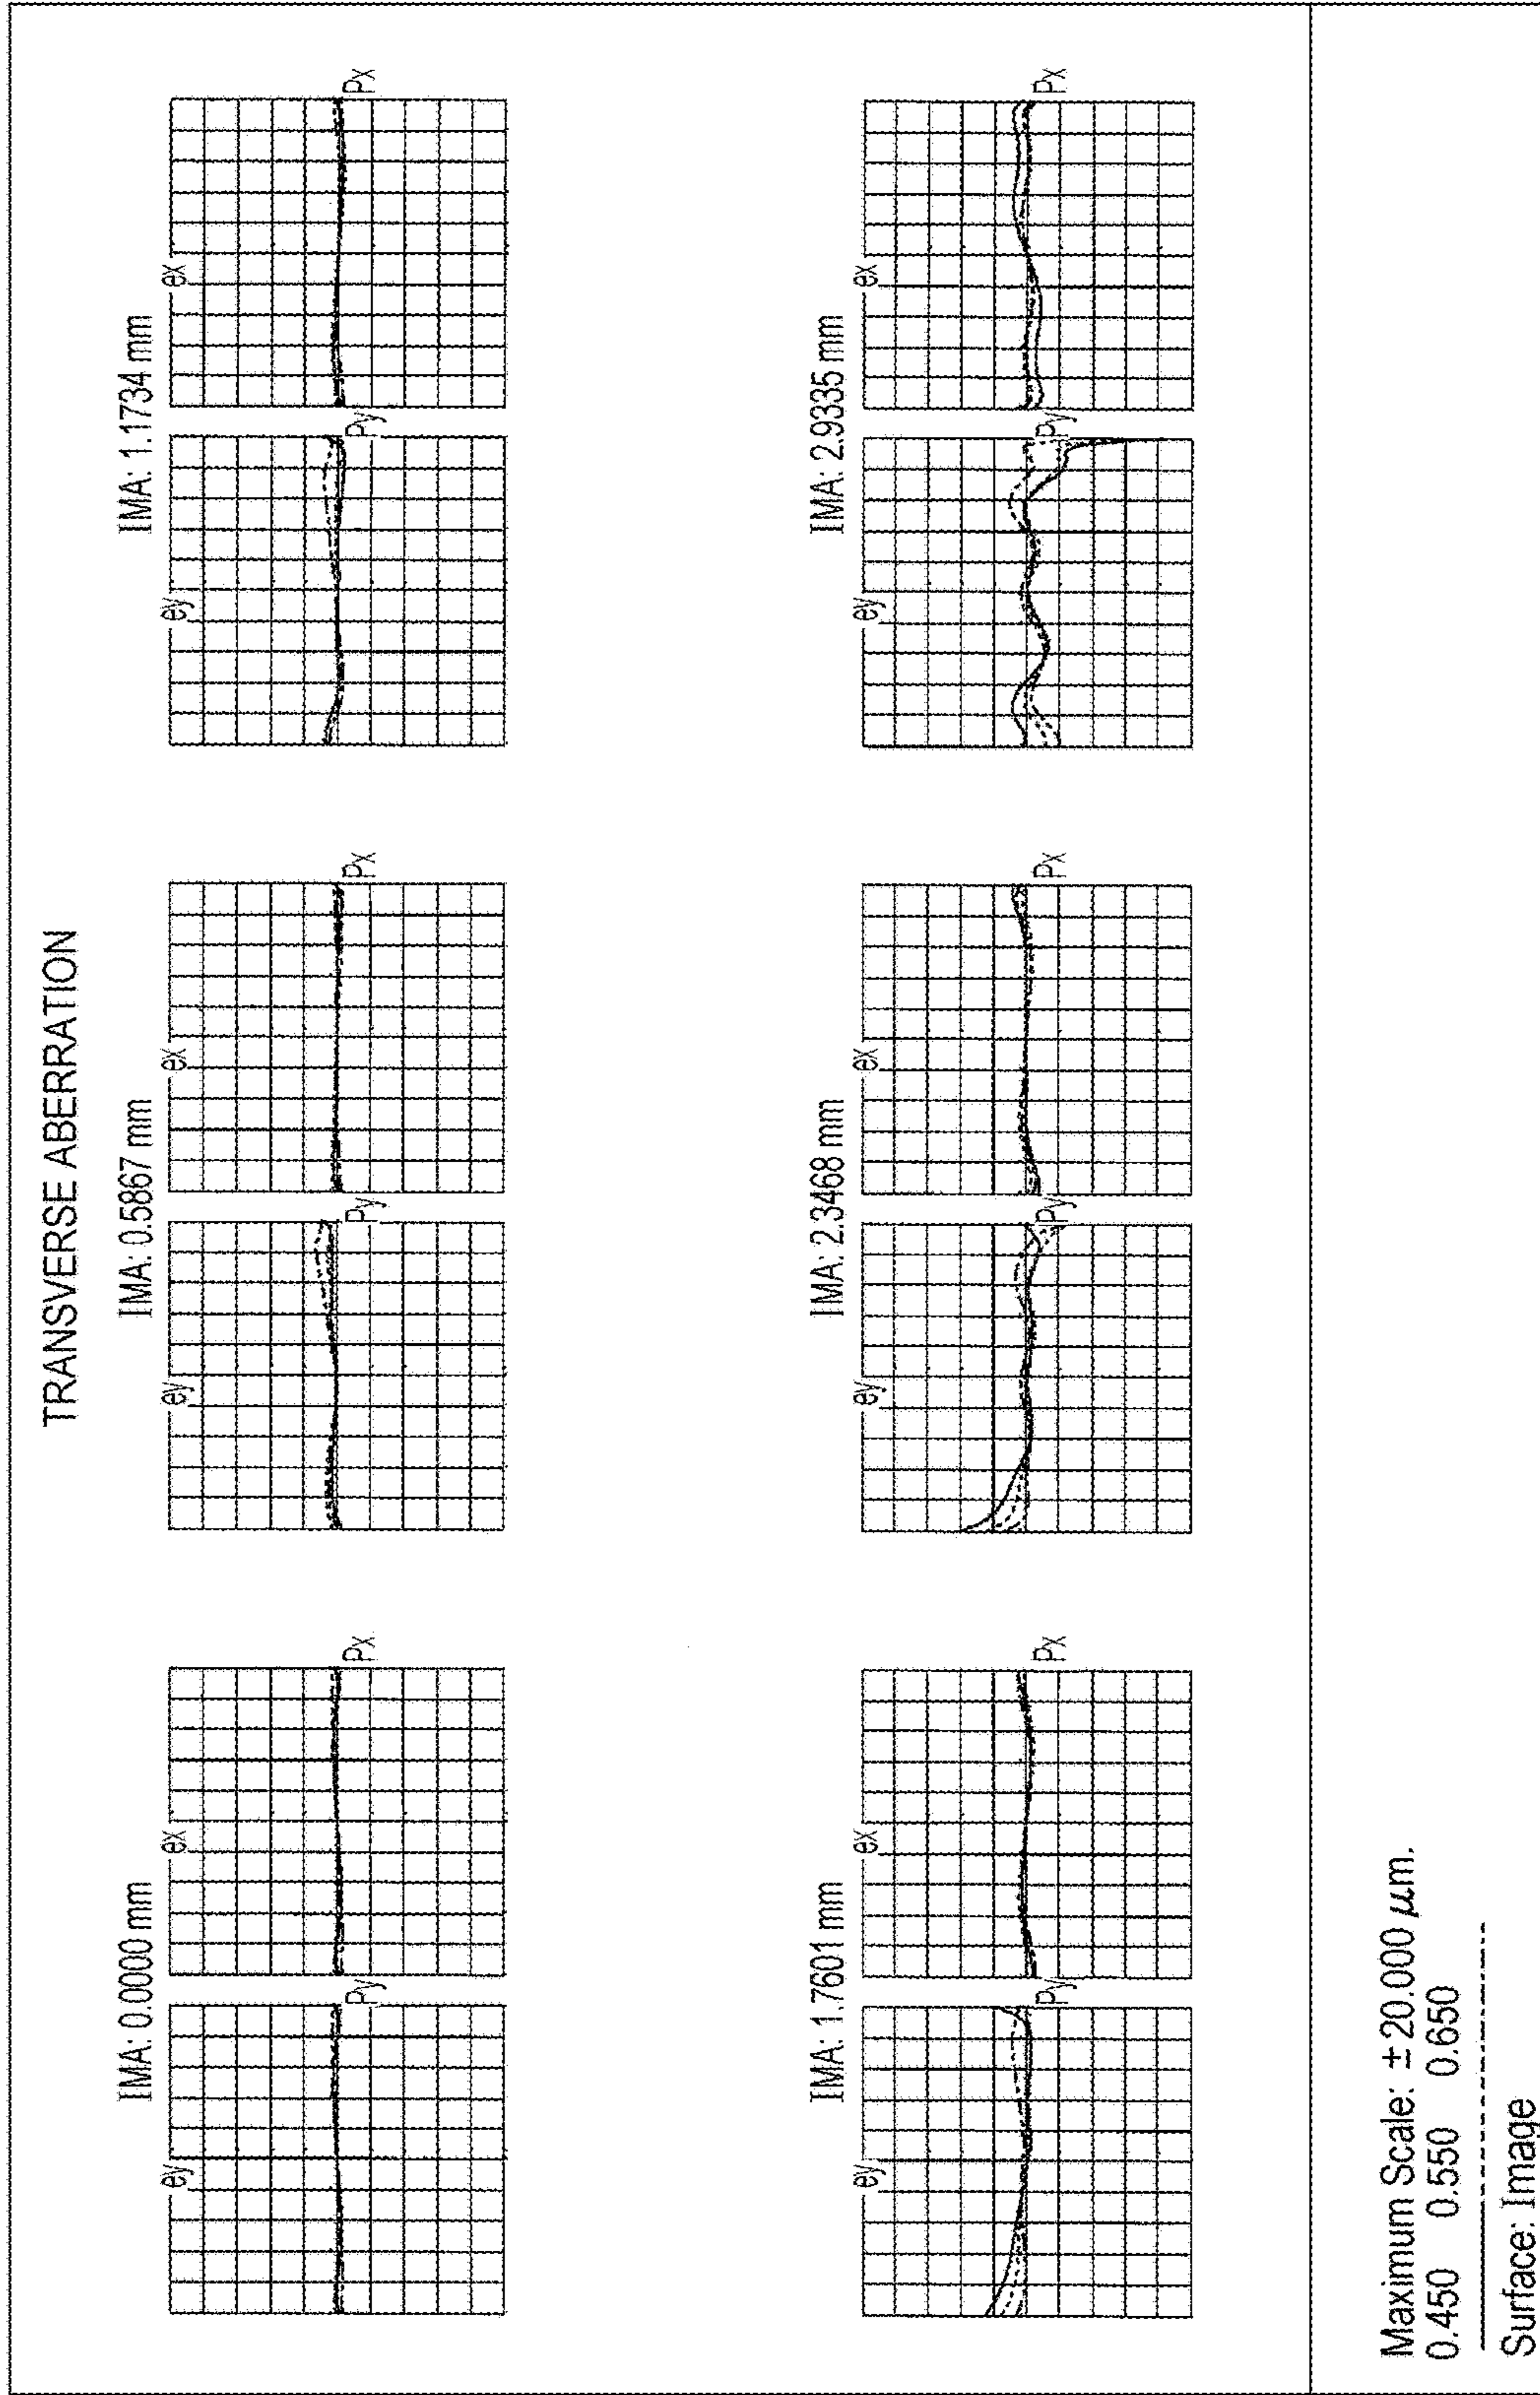 TRANSVERSE ABERRATION
IMA: 0.0000 mm
ey
Py
ex
Px
IMA: 0.5867 mm
ey
Py
ex
Px
IMA: 1.1734 mm
ey
Py
ex
Px
IMA: 1.7601 mm
ey
Py
ex
Px
IMA: 2.3468 mm
ey
Py
ex
Px
IMA: 2.9335 mm
ey
Py
ex
Px
Maximum Scale: ±20.000 μm.
0.450 0.550 0.650
Surface: Image